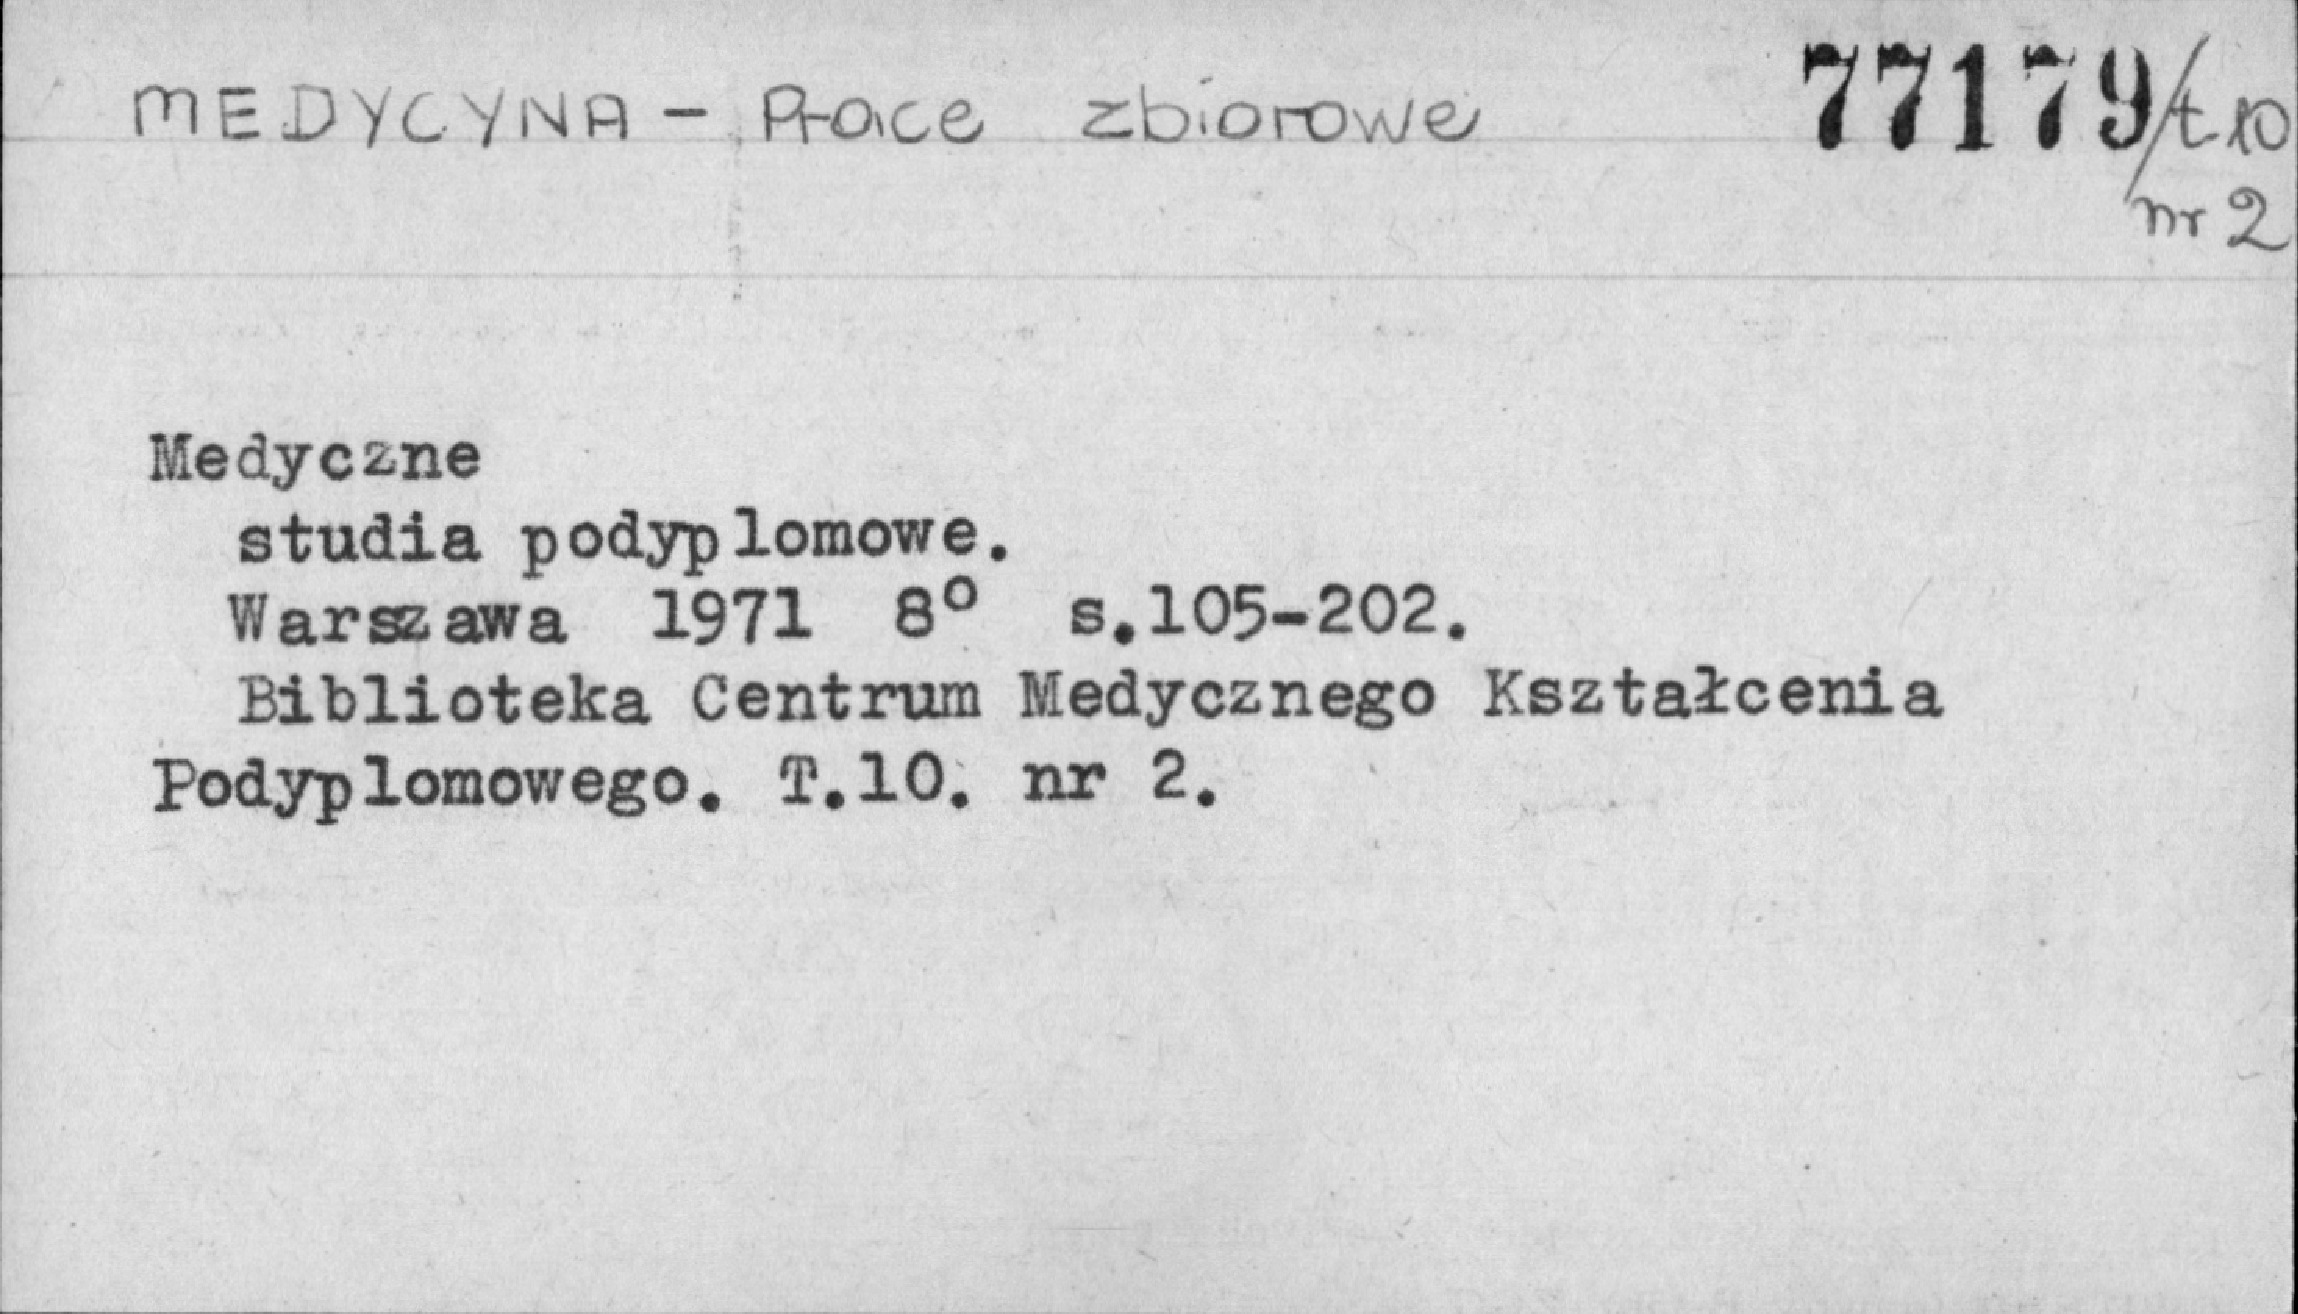 MEDYCYNA - Prace zbiorowe 77179/t.10
nr 2
Medyczne
studia podyplomowe.
Warszawa 1971 8° s.105-202.
Biblioteka Centrum Medycznego Kształcenia
Podyplomowego. T.10. nr 2.